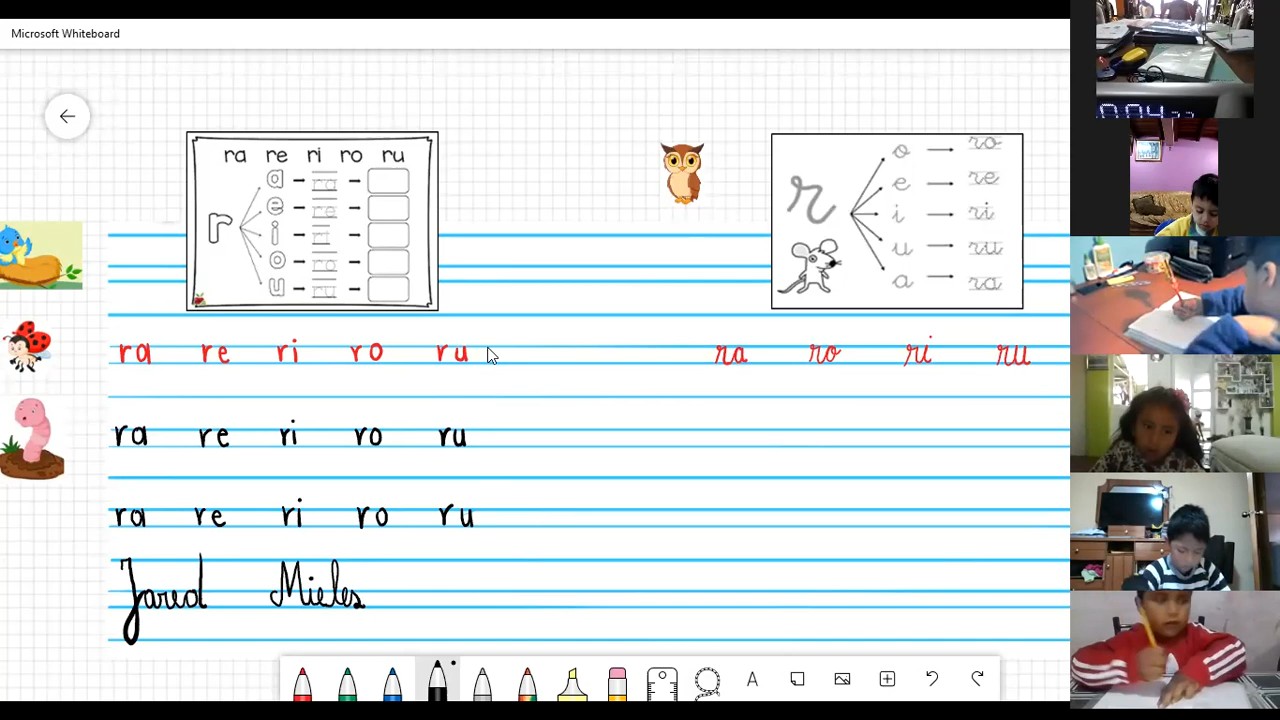 Microsoft Whiteboard
ra re ri ro ru
a ra
e re
r i ri
o ro
u ru
o ro
e re
r i ri
u ru
a ra
ra re ri ro ru
ra ro ri ru
ra re ri ro ru
ra re ri ro ru
Jared Mieles
A